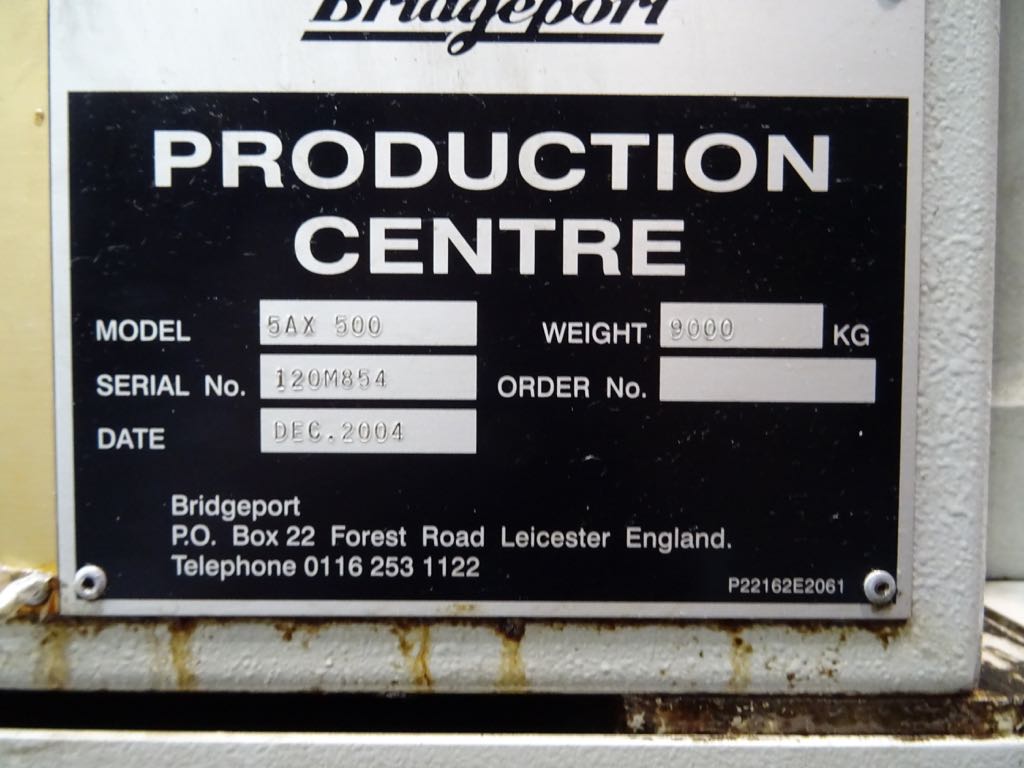 Bridgeport
PRODUCTION
CENTRE
MODEL 5AX 500 WEIGHT 9000 KG
SERIAL No. 120M854 ORDER No.
DATE DEC.2004
Bridgeport
P.O. Box 22 Forest Road Leicester England.
Telephone 0116 253 1122
P22162E2061